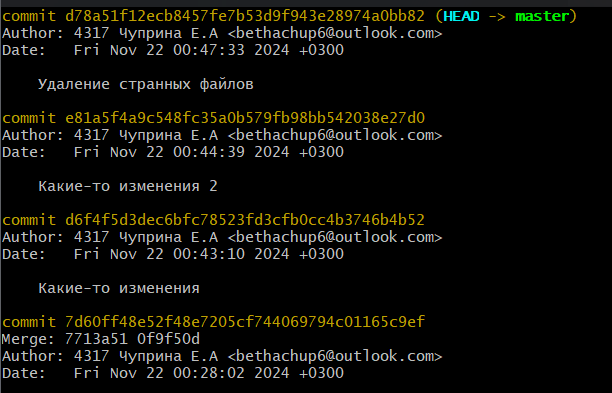 commit d78a51f12ecb8457fe7b53d9f943e28974a0bb82 (HEAD -> master)
Author: 4317 Чуприна Е.А <bethachup6@outlook.com>
Date:   Fri Nov 22 00:47:33 2024 +0300
Удаление странных файлов
commit e81a5f4a9c548fc35a0b579fb98bb542038e27d0
Author: 4317 Чуприна Е.А <bethachup6@outlook.com>
Date:   Fri Nov 22 00:44:39 2024 +0300
Какие-то изменения 2
commit d6f4f5d3dec6bfc78523fd3cfb0cc4b3746b4b52
Author: 4317 Чуприна Е.А <bethachup6@outlook.com>
Date:   Fri Nov 22 00:43:10 2024 +0300
Какие-то изменения
commit 7d60ff48e52f48e7205cf744069794c01165c9ef
Merge: 7713a51 0f9f50d
Author: 4317 Чуприна Е.А <bethachup6@outlook.com>
Date:   Fri Nov 22 00:28:02 2024 +0300